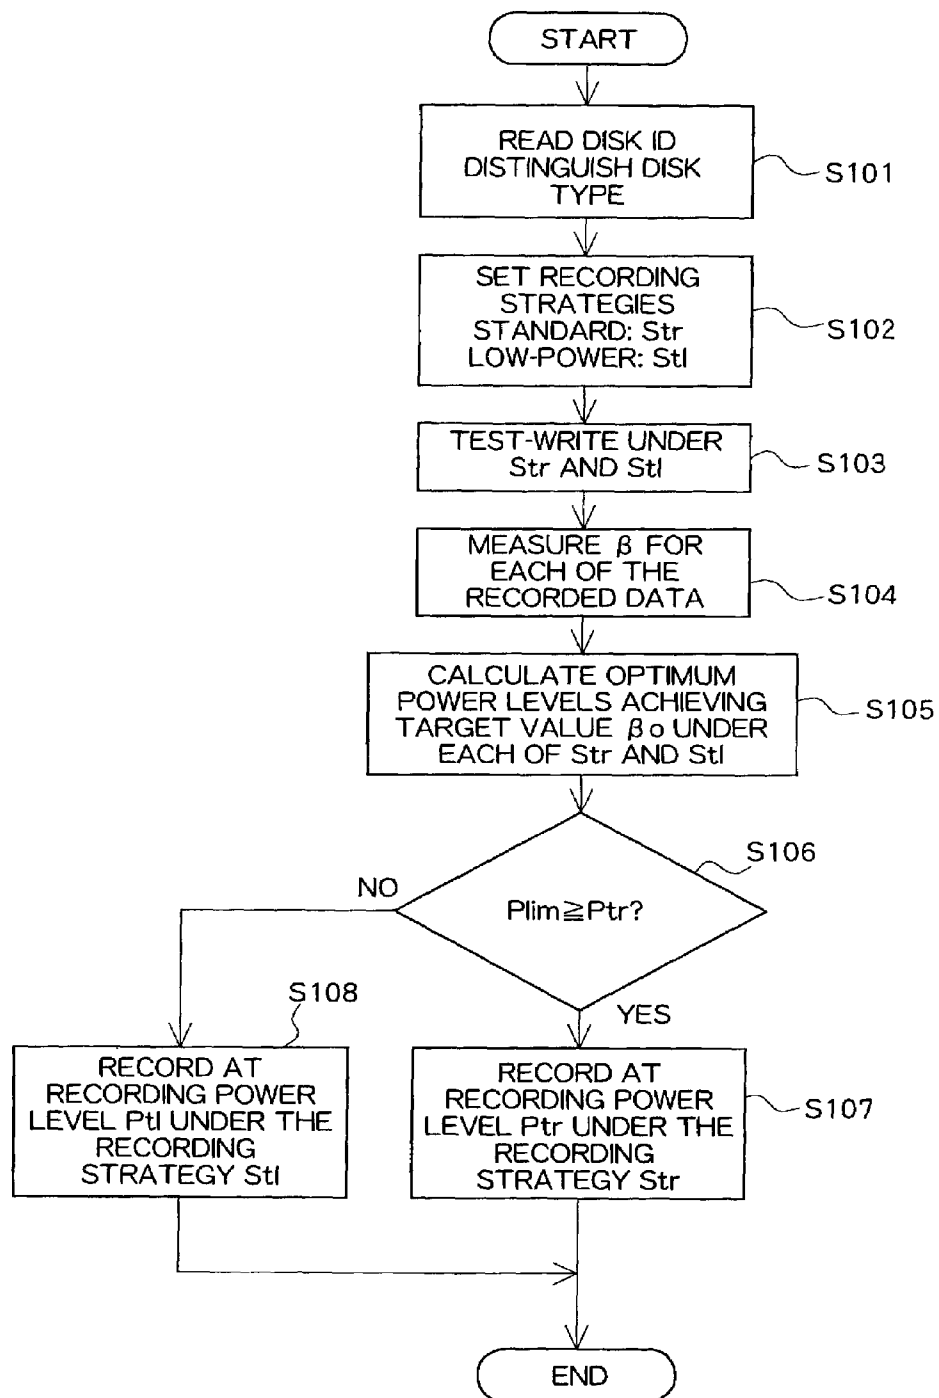 START
READ DISK ID
DISTINGUISH DISK
TYPE
S101
SET RECORDING
STRATEGIES
STANDARD: Str
LOW-POWER: Stl
S102
TEST-WRITE UNDER
Str AND Stl
S103
MEASURE β FOR
EACH OF THE
RECORDED DATA
S104
CALCULATE OPTIMUM
POWER LEVELS ACHIEVING
TARGET VALUE βo UNDER
EACH OF Str AND Stl
S105
S106
Plim≧Ptr?
NO
YES
S108
RECORD AT
RECORDING POWER
LEVEL Ptl UNDER THE
RECORDING
STRATEGY Stl
RECORD AT
RECORDING POWER
LEVEL Ptr UNDER THE
RECORDING
STRATEGY Str
S107
END